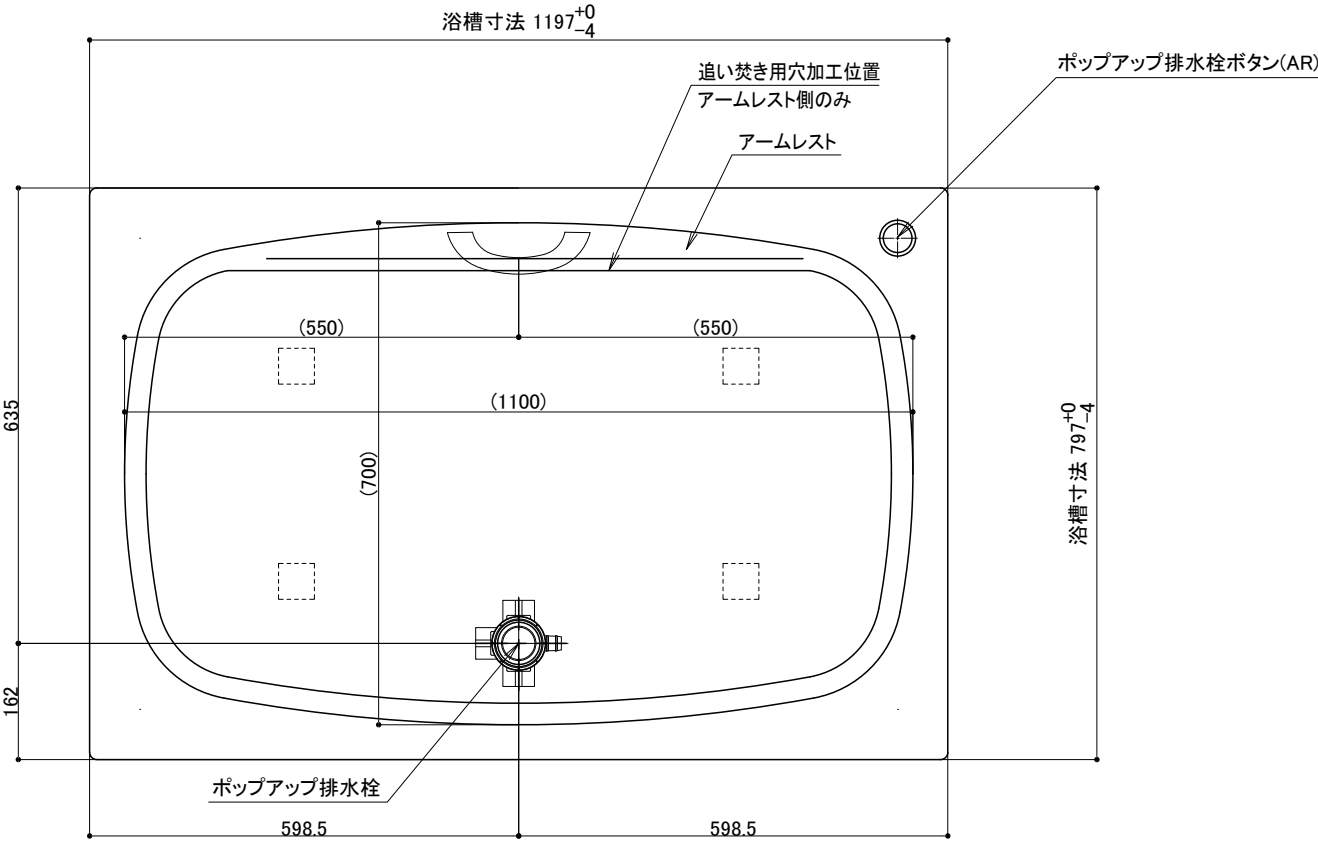 浴槽寸法 1197+0-4
ポップアップ排水栓ボタン(AR)
追い焚き用穴加工位置
アームレスト側のみ
アームレスト
(550)
(550)
(1100)
(700)
635
162
浴槽寸法 797+0-4
ポップアップ排水栓
598.5
598.5